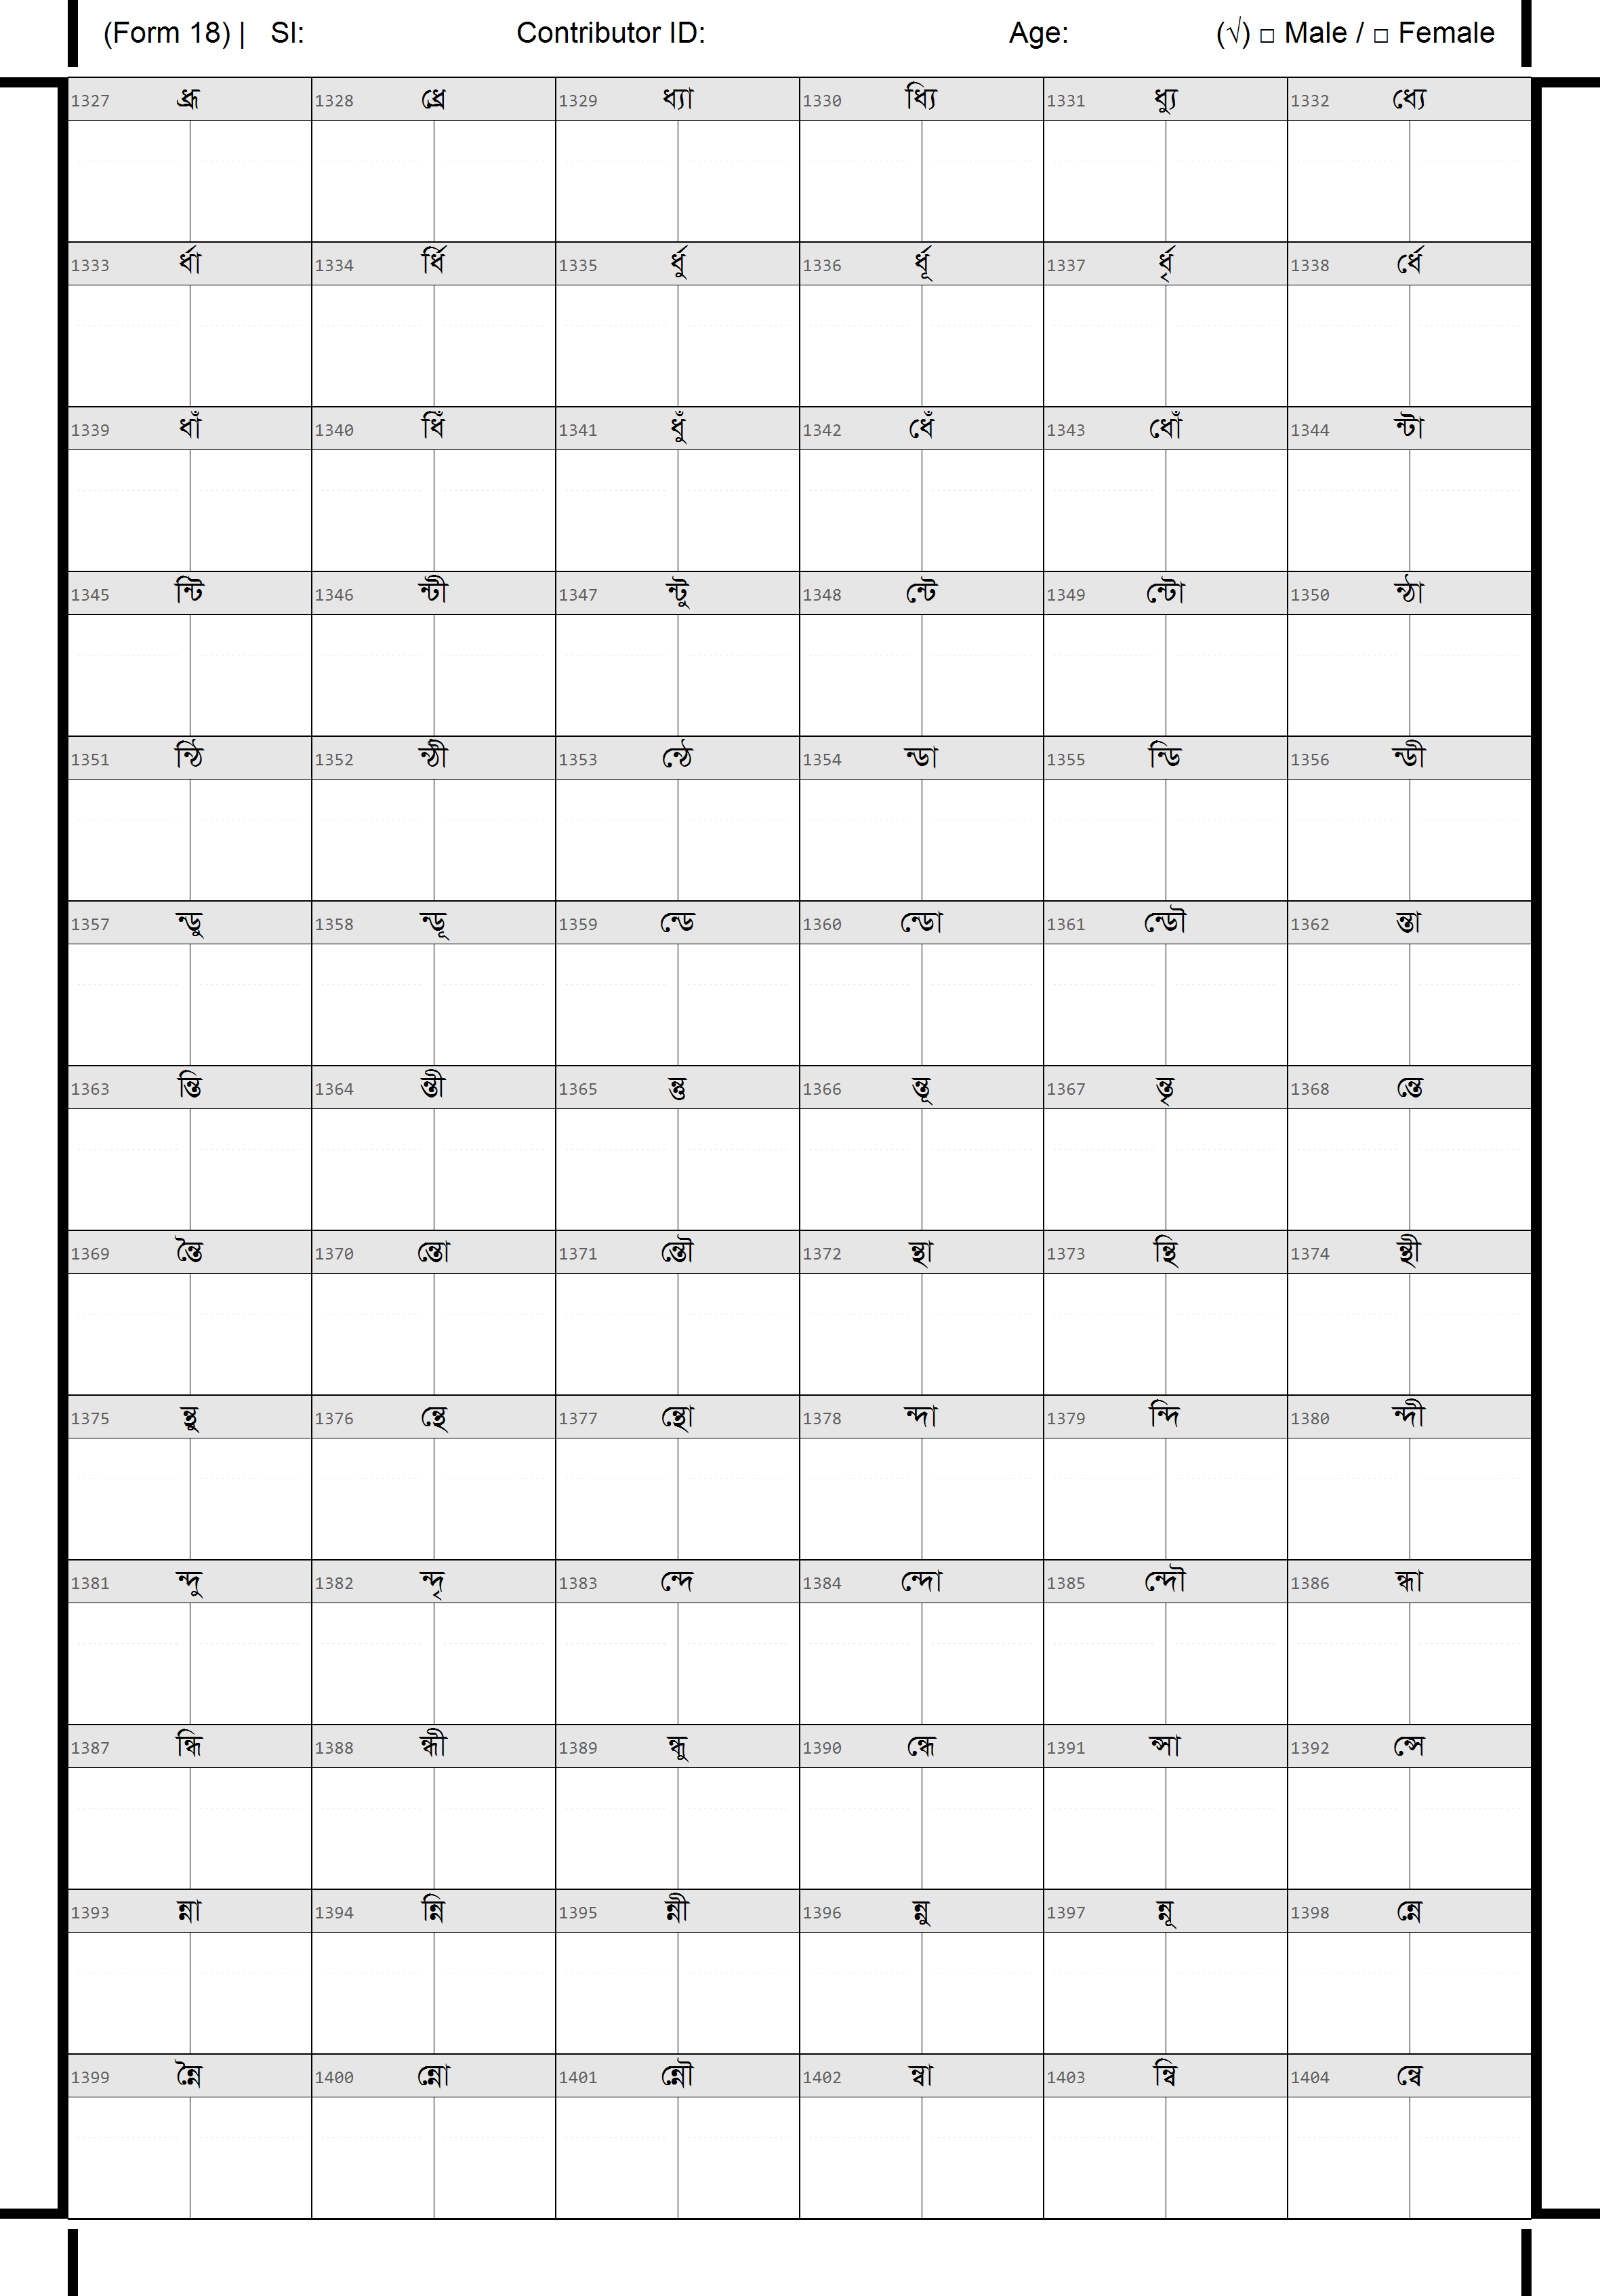 (Form 18) | Sl: Contributor ID: Age: (√) □ Male / □ Female
1327 ধ্রূ 1328 ধ্রে 1329 ধ্যা 1330 ধ্যি 1331 ধ্যু 1332 ধ্যে
1333 র্ধা 1334 র্ধি 1335 র্ধু 1336 র্ধূ 1337 র্ধৃ 1338 র্ধে
1339 ধাঁ 1340 ধিঁ 1341 ধুঁ 1342 ধেঁ 1343 ধোঁ 1344 ন্টা
1345 ন্টি 1346 ন্টী 1347 ন্টু 1348 ন্টে 1349 ন্টো 1350 ন্ঠা
1351 ন্ঠি 1352 ন্ঠী 1353 ন্ঠে 1354 ন্ডা 1355 ন্ডি 1356 ন্ডী
1357 ন্ডু 1358 ন্ডূ 1359 ন্ডে 1360 ন্ডো 1361 ন্ডৌ 1362 ন্তা
1363 ন্তি 1364 ন্তী 1365 ন্তু 1366 ন্তূ 1367 ন্তৃ 1368 ন্তে
1369 ন্তৈ 1370 ন্তো 1371 ন্তৌ 1372 ন্থা 1373 ন্থি 1374 ন্থী
1375 ন্থু 1376 ন্থে 1377 ন্থো 1378 ন্দা 1379 ন্দি 1380 ন্দী
1381 ন্দু 1382 ন্দৃ 1383 ন্দে 1384 ন্দো 1385 ন্দৌ 1386 ন্ধা
1387 ন্ধি 1388 ন্ধী 1389 ন্ধু 1390 ন্ধে 1391 ন্সা 1392 ন্সে
1393 ন্না 1394 ন্নি 1395 ন্নী 1396 ন্নু 1397 ন্নূ 1398 ন্নে
1399 ন্নৈ 1400 ন্নো 1401 ন্নৌ 1402 ন্বা 1403 ন্বি 1404 ন্বে